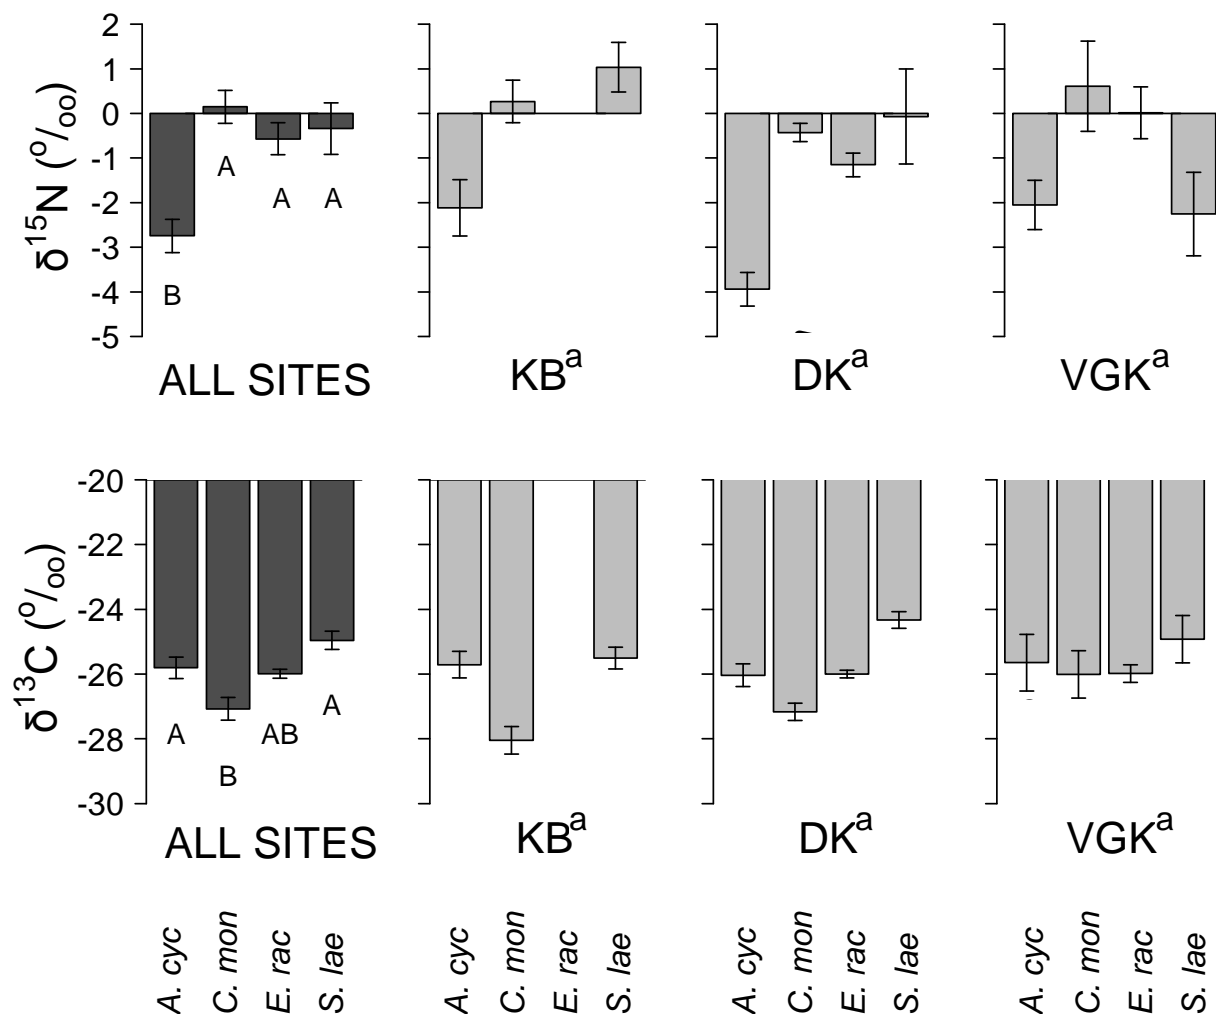 δ15N (o/oo)
2
1
0
-1
-2
-3
-4
-5
B
A
A
A
ALL SITES
KBa
DKa
VGKa
δ13C (o/oo)
-20
-22
-24
-26
-28
-30
A
B
AB
A
ALL SITES
KBa
DKa
VGKa
A. cyc
C. mon
E. rac
S. lae
A. cyc
C. mon
E. rac
S. lae
A. cyc
C. mon
E. rac
S. lae
A. cyc
C. mon
E. rac
S. lae